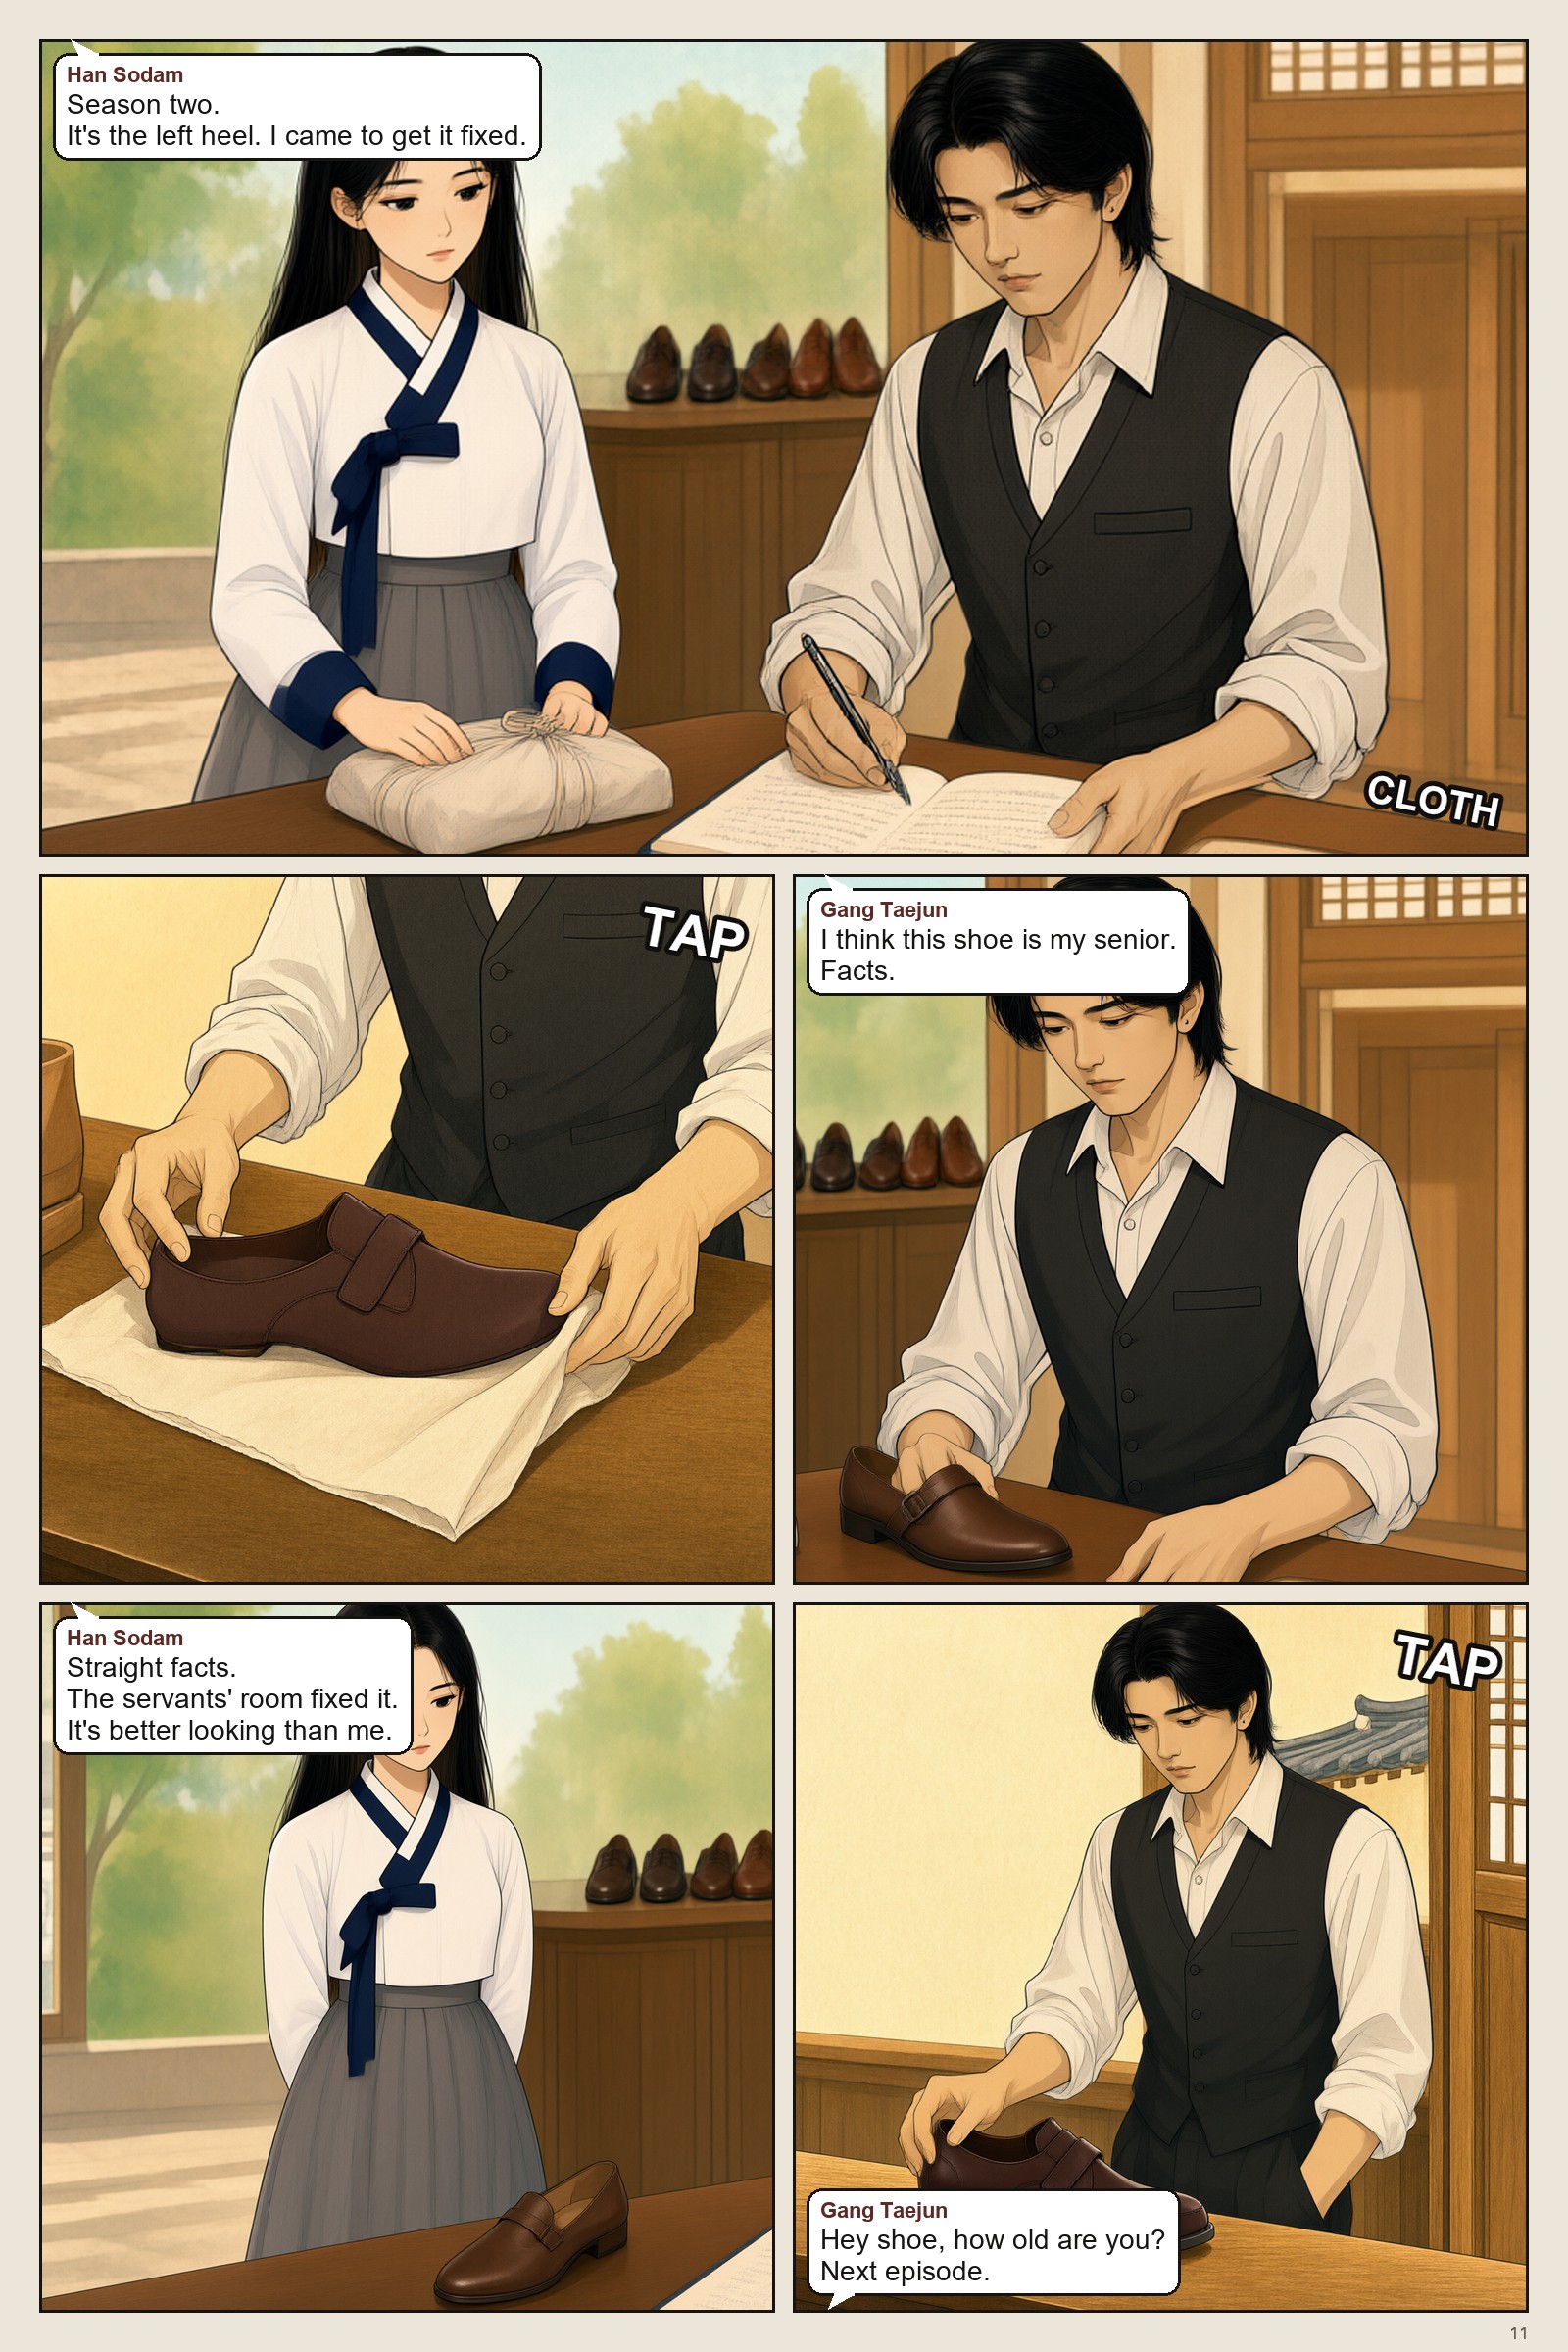 Han Sodam
Season two.
It's the left heel. I came to get it fixed.
CLOTH
TAP
Gang Taejun
I think this shoe is my senior.
Facts.
Han Sodam
Straight facts.
The servants' room fixed it.
It's better looking than me.
TAP
Gang Taejun
Hey shoe, how old are you?
Next episode.
11